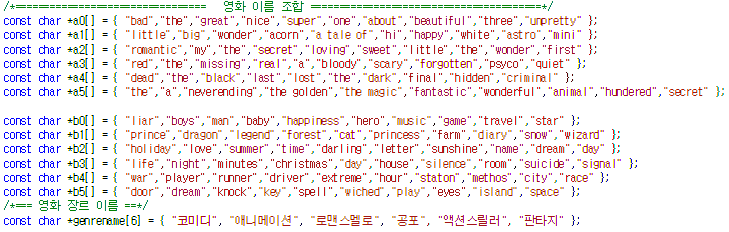 /*============================   영화 이름 조합 ==============================*/
const char *a0[] = { "bad","the","great","nice","super","one","about","beautiful","three","unpretty" };
const char *a1[] = { "little","big","wonder","acorn","a tale of","hi","happy","white","astro","mini" };
const char *a2[] = { "romantic","my","the","secret","loving","sweet","little","the","wonder","first" };
const char *a3[] = { "red","the","missing","real","a","bloody","scary","forgotten","psyco","quiet" };
const char *a4[] = { "dead","the","black","last","lost","the","dark","final","hidden","criminal" };
const char *a5[] = { "the","a","neverending","the golden","the magic","fantastic","wonderful","animal","hundered","secret" };
const char *b0[] = { "liar","boys","man","baby","happiness","hero","music","game","travel","star" };
const char *b1[] = { "prince","dragon","legend","forest","cat","princess","farm","diary","snow","wizard" };
const char *b2[] = { "holiday","love","summer","time","darling","letter","sunshine","name","dream","day" };
const char *b3[] = { "life","night","minutes","christmas","day","house","silence","room","suicide","signal" };
const char *b4[] = { "war","player","runner","driver","extreme","hour","staton","methos","city","race" };
const char *b5[] = { "door","dream","knock","key","spell","wiched","play","eyes","island","space" };
/*== 영화 장르 이름 ==*/
const char *genrename[6] = { "코미디", "애니메이션", "로맨스멜로", "공포", "액션스릴러", "판타지" };